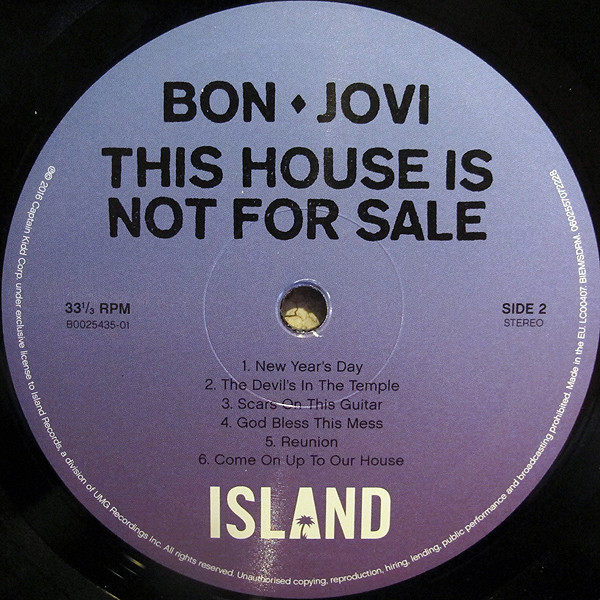 BON ♦ JOVI
THIS HOUSE IS
NOT FOR SALE
33 1/3 RPM
B0025435-01
SIDE 2
STEREO
1. New Year's Day
2. The Devil's In The Temple
3. Scars On This Guitar
4. God Bless This Mess
5. Reunion
6. Come On Up To Our House
ISLAND
℗© 2016 Captain Kidd Corp. under exclusive license to Island Records, a division of UMG Recordings Inc. All rights reserved. Unauthorised copying, reproduction, hiring, lending, public performance and broadcasting prohibited. Made in the EU. LC00407. BIEM/SDRM. 0602557072228